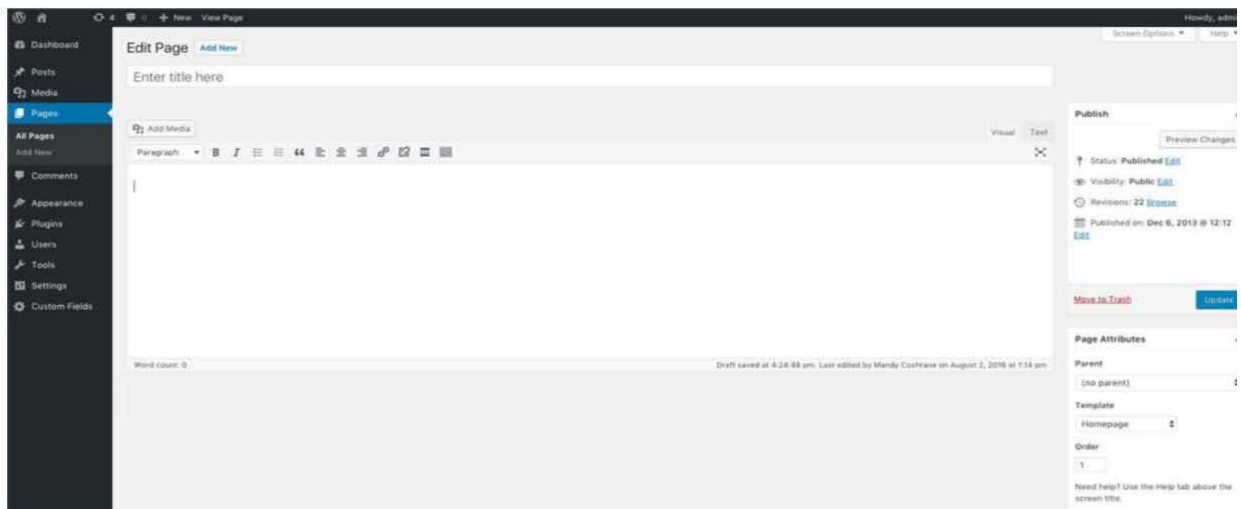 4 0 + New View Page Howdy, admi
Screen Options Help
Dashboard
Posts
Media
Pages
All Pages
Add New
Comments
Appearance
Plugins
Users
Tools
Settings
Custom Fields
Edit Page Add New
Enter title here
Add Media
Visual Text
Paragraph B I
Word count: 0
Draft saved at 4:24:48 pm. Last edited by Mandy Cochrane on August 2, 2016 at 1:14 pm
Publish
Preview Changes
Status: Published Edit
Visibility: Public Edit
Revisions: 22 Browse
Published on: Dec 6, 2013 @ 12:12
Edit
Move to Trash Update
Page Attributes
Parent
(no parent)
Template
Homepage
Order
1
Need help? Use the Help tab above the
screen title.